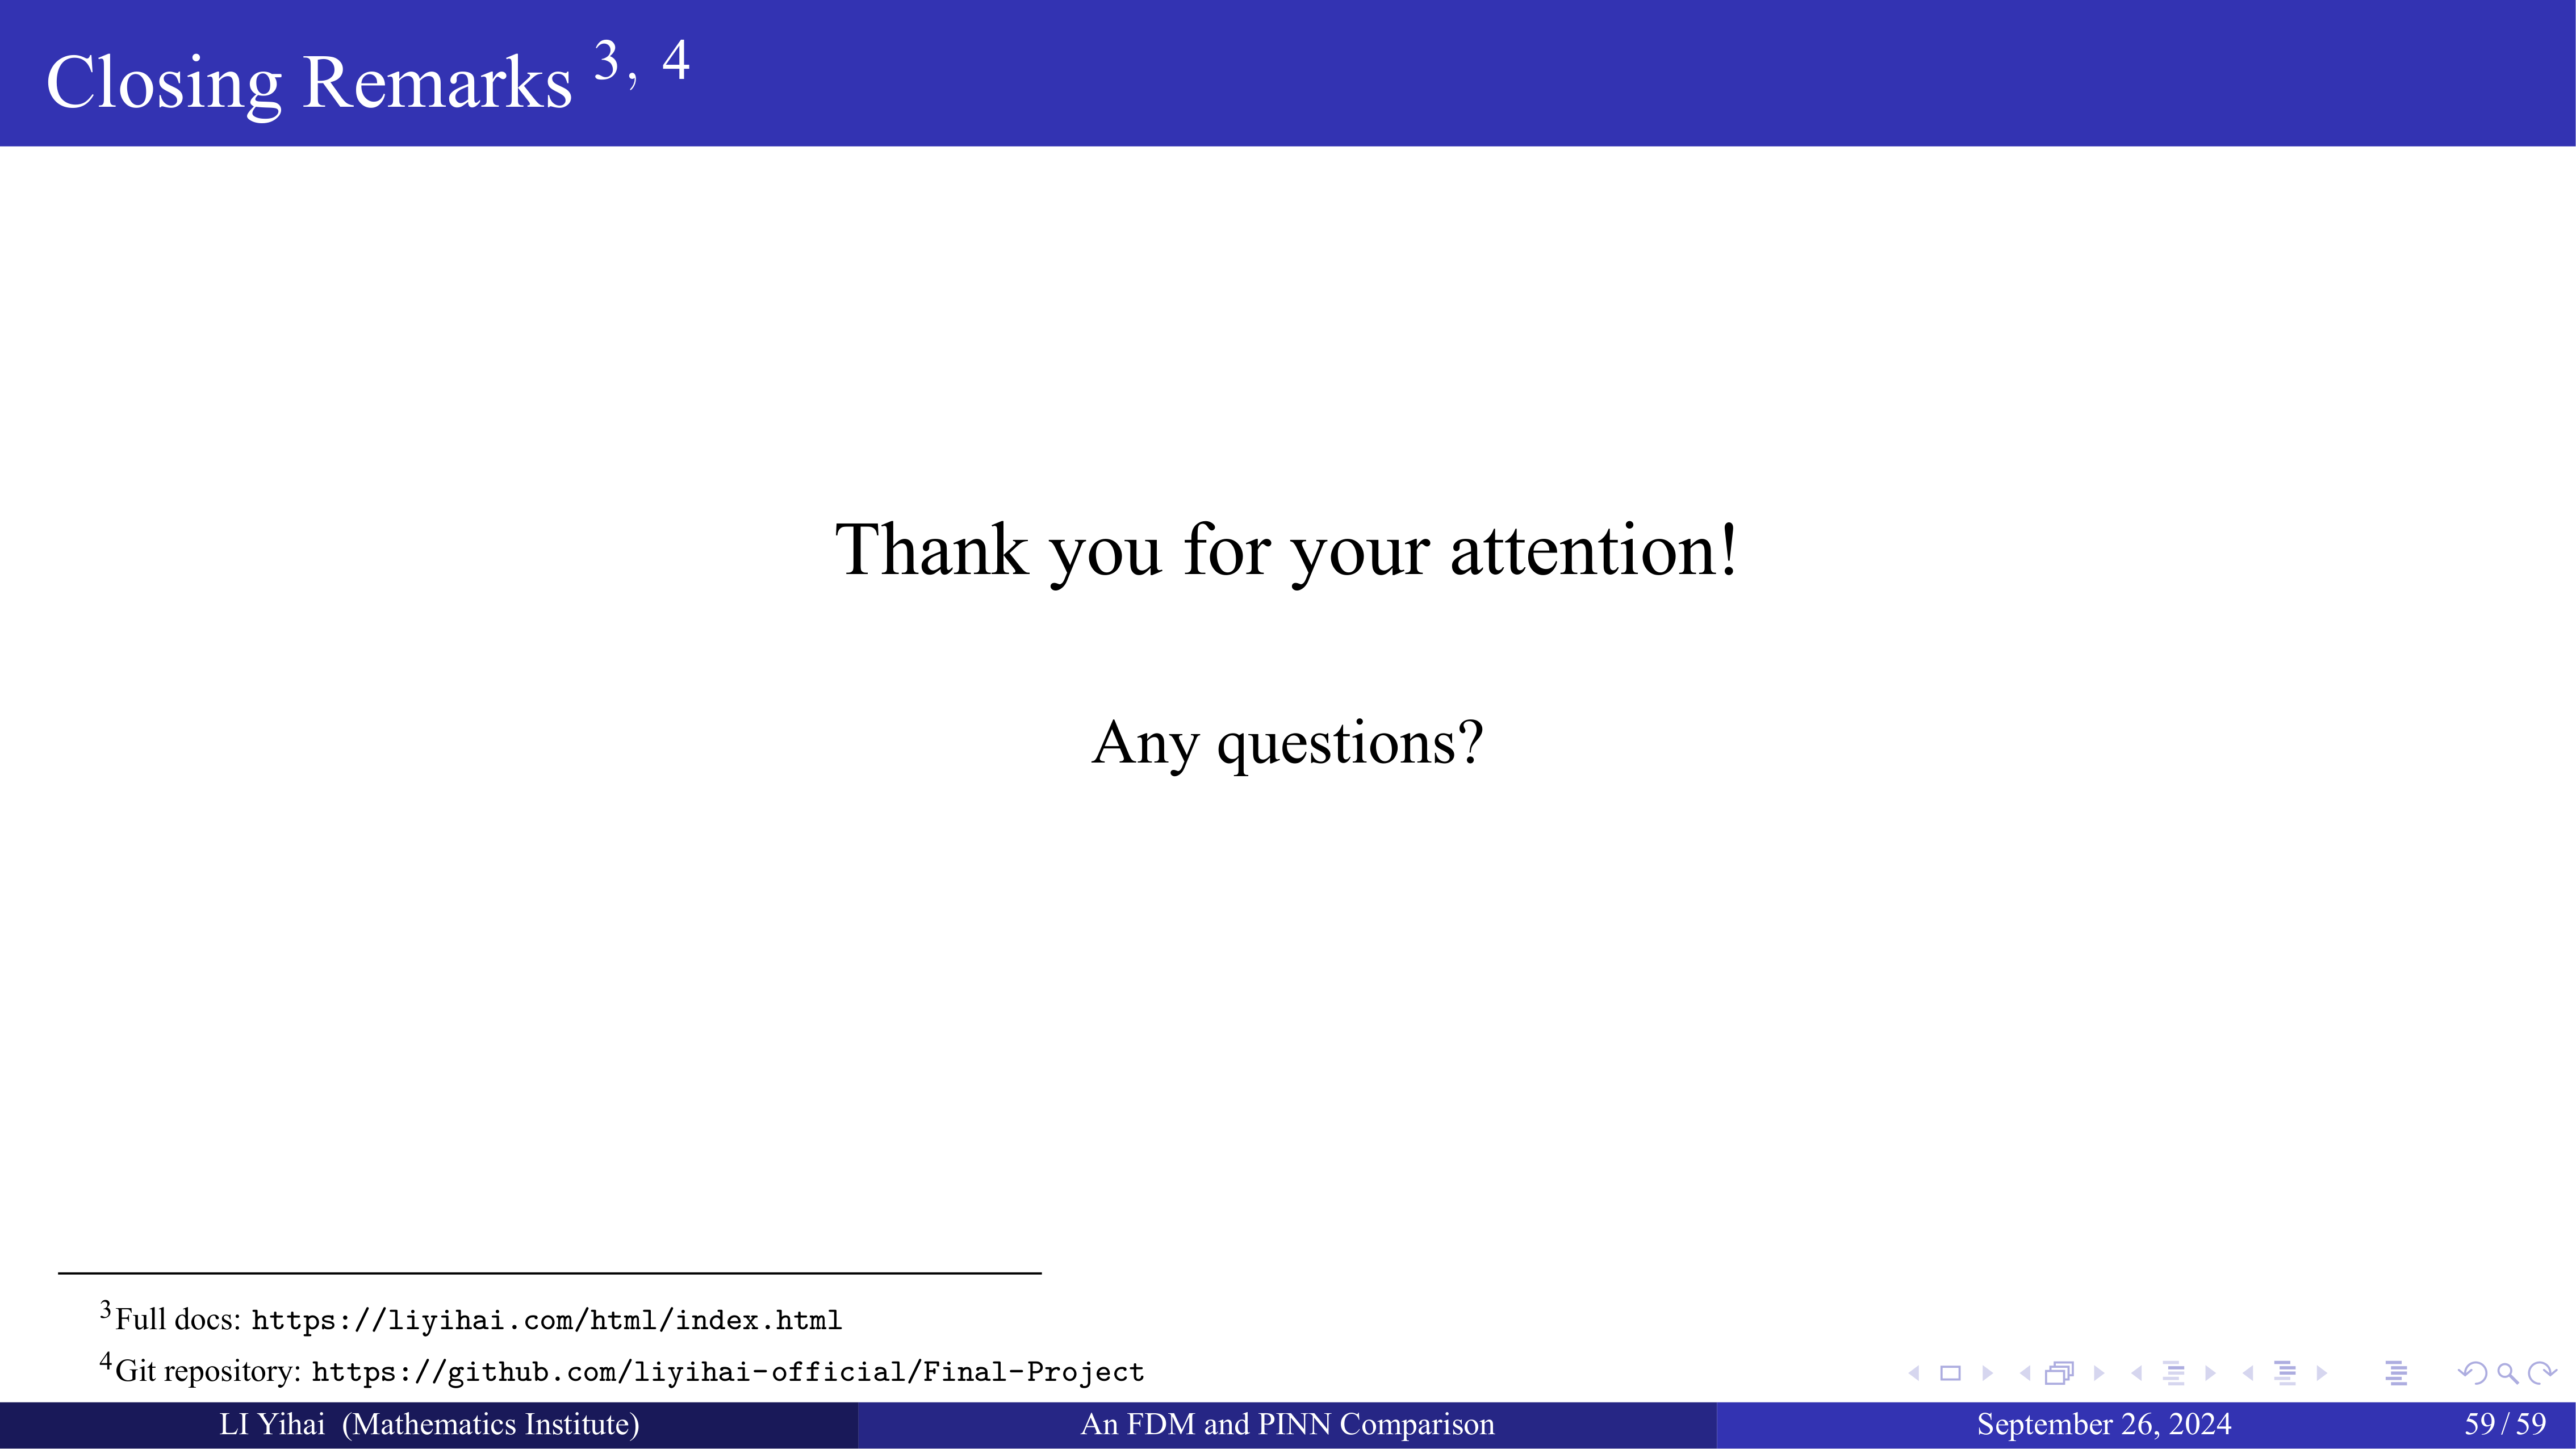 Closing Remarks 3, 4
Thank you for your attention!
Any questions?
3Full docs: https://liyihai.com/html/index.html
4Git repository: https://github.com/liyihai-official/Final-Project
LI Yihai (Mathematics Institute) An FDM and PINN Comparison September 26, 2024 59 / 59